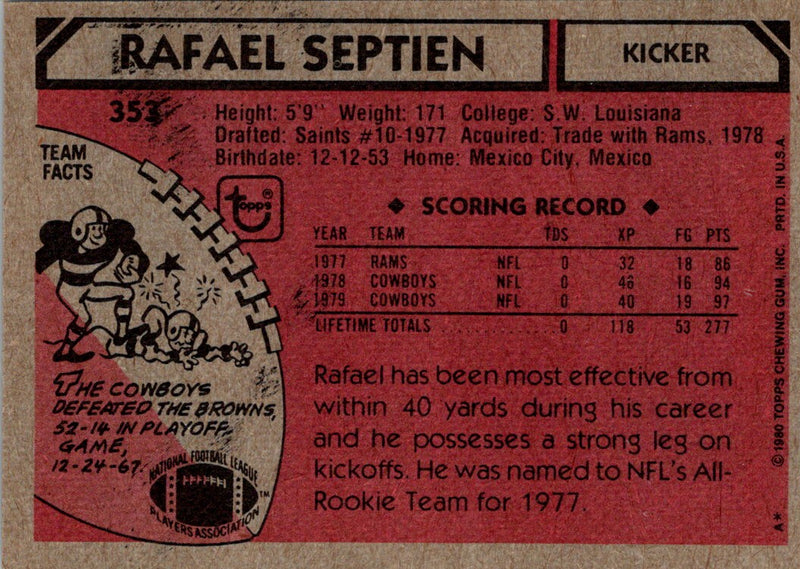 RAFAEL SEPTIEN
KICKER
353
Height: 5'9" Weight: 171 College: S.W. Louisiana
Drafted: Saints #10-1977 Acquired: Trade with Rams, 1978
Birthdate: 12-12-53 Home: Mexico City, Mexico
TEAM
FACTS
topps®
◆ SCORING RECORD ◆
YEAR TEAM TDS XP FG PTS
1977 RAMS NFL 0 32 18 86
1978 COWBOYS NFL 0 46 16 94
1979 COWBOYS NFL 0 40 19 97
LIFETIME TOTALS 0 118 53 277
THE COWBOYS
DEFEATED THE BROWNS,
52-14 IN PLAYOFF
GAME,
12-24-67.
NATIONAL FOOTBALL LEAGUE
PLAYERS ASSOCIATION™
Rafael has been most effective from
within 40 yards during his career
and he possesses a strong leg on
kickoffs. He was named to NFL's All-
Rookie Team for 1977.
A* © 1980 TOPPS CHEWING GUM, INC. PRTD. IN U.S.A.